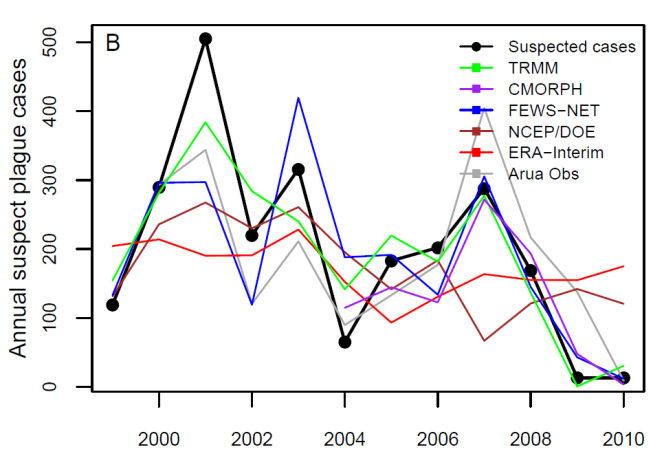 B
Suspected cases
TRMM
CMORPH
FEWS−NET
NCEP/DOE
ERA−Interim
Arua Obs
Annual suspect plague cases
500
400
300
200
100
0
2000
2002
2004
2006
2008
2010